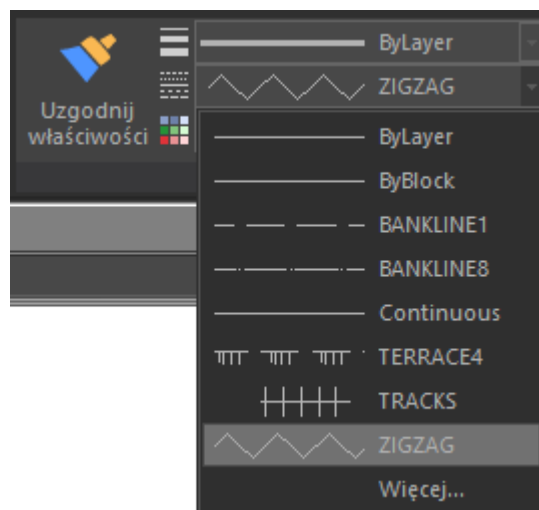 ByLayer
ZIGZAG
Uzgodnij
właściwości
ByLayer
ByBlock
BANKLINE1
BANKLINE8
Continuous
TERRACE4
TRACKS
ZIGZAG
Więcej...